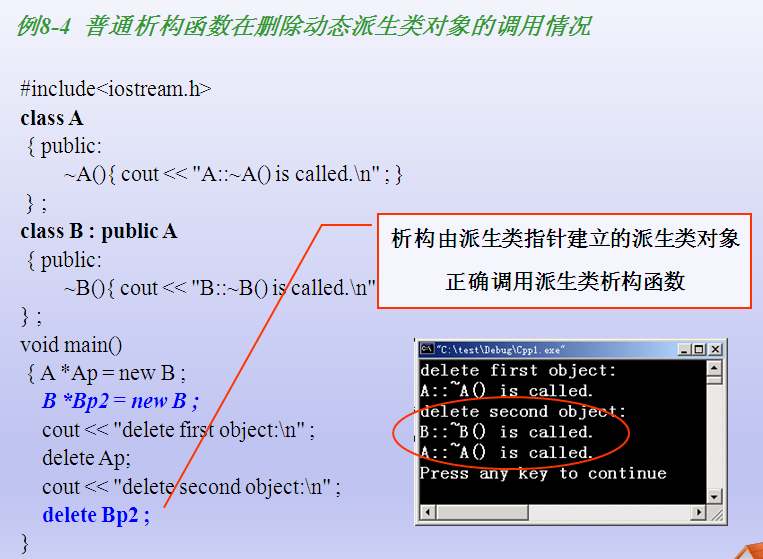 例8-4 普通析构函数在删除动态派生类对象的调用情况
#include<iostream.h>
class A
{ public:
~A(){ cout << "A::~A() is called.\n" ; }
} ;
class B : public A
{ public:
~B(){ cout << "B::~B() is called.\n"
} ;
void main()
{ A *Ap = new B ;
B *Bp2 = new B ;
cout << "delete first object:\n" ;
delete Ap;
cout << "delete second object:\n" ;
delete Bp2 ;
}
析构由派生类指针建立的派生类对象
正确调用派生类析构函数
"C:\test\Debug\Cpp1.exe"
delete first object:
A::~A() is called.
delete second object:
B::~B() is called.
A::~A() is called.
Press any key to continue